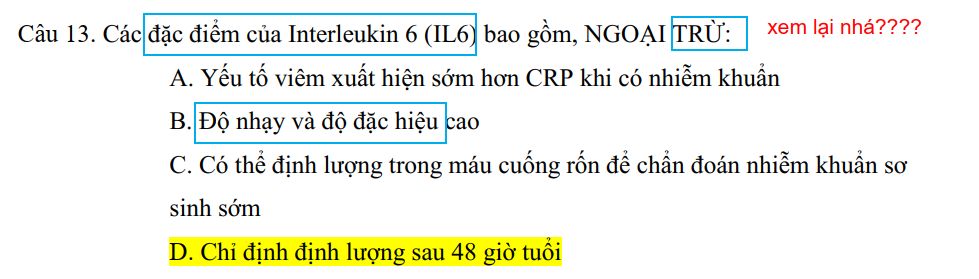 Câu 13. Các đặc điểm của Interleukin 6 (IL6) bao gồm, NGOẠI TRỪ: xem lại nhá????
A. Yếu tố viêm xuất hiện sớm hơn CRP khi có nhiễm khuẩn
B. Độ nhạy và độ đặc hiệu cao
C. Có thể định lượng trong máu cuống rốn để chẩn đoán nhiễm khuẩn sơ
sinh sớm
D. Chỉ định định lượng sau 48 giờ tuổi